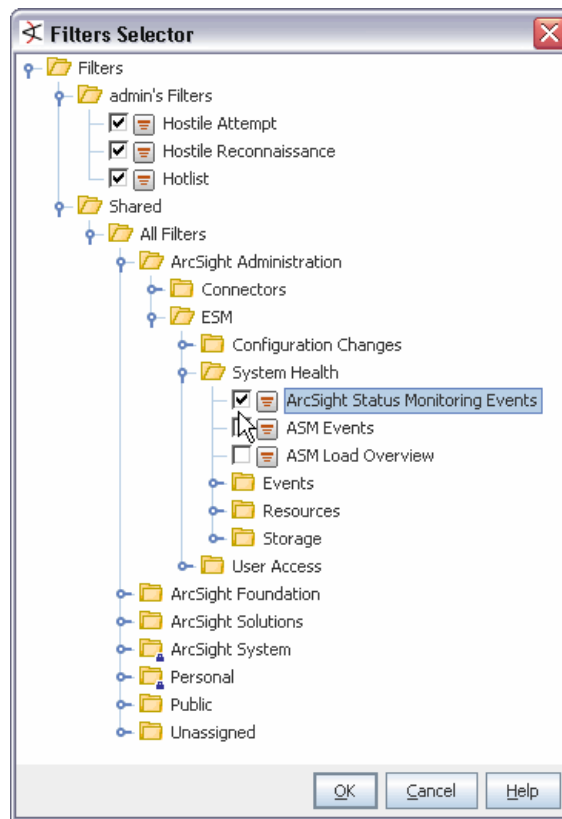 Filters Selector
Filters
admin's Filters
Hostile Attempt
Hostile Reconnaissance
Hotlist
Shared
All Filters
ArcSight Administration
Connectors
ESM
Configuration Changes
System Health
ArcSight Status Monitoring Events
ASM Events
ASM Load Overview
Events
Resources
Storage
User Access
ArcSight Foundation
ArcSight Solutions
ArcSight System
Personal
Public
Unassigned
OK Cancel Help